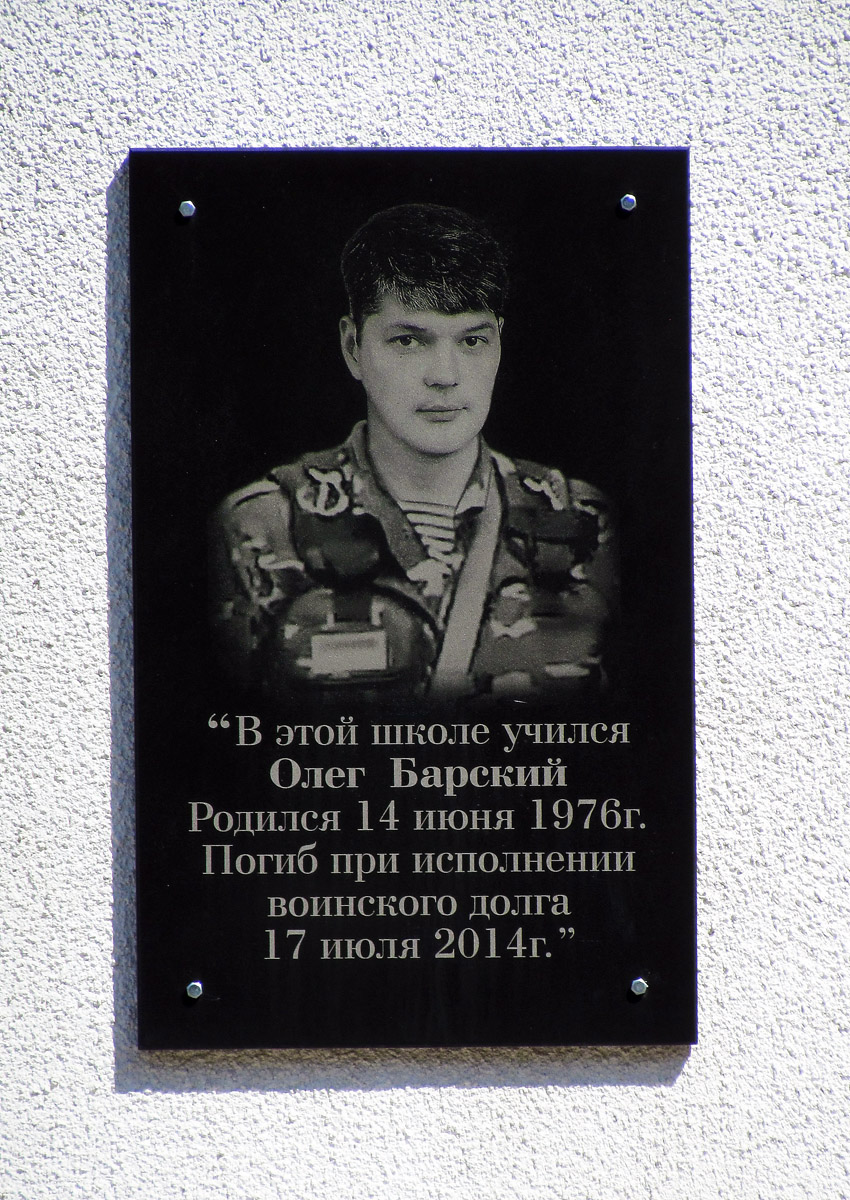 “В этой школе учился
Олег Барский
Родился 14 июня 1976г.
Погиб при исполнении
воинского долга
17 июля 2014г.”